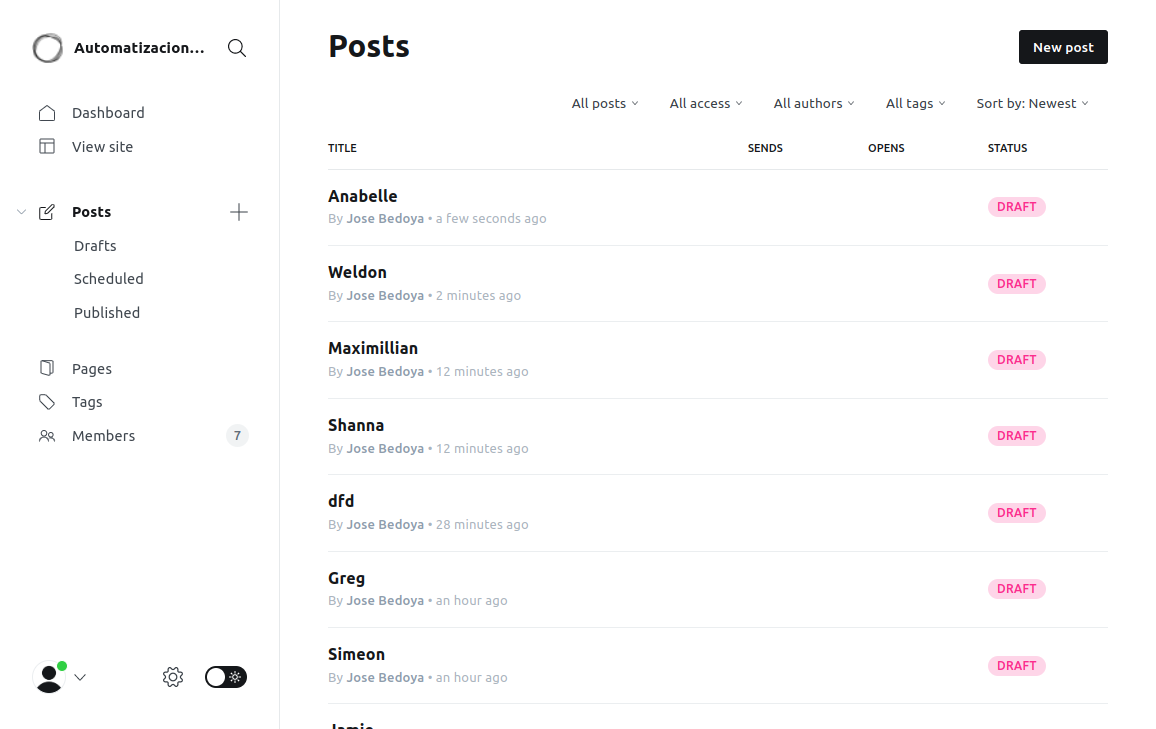 Automatizacion...
Dashboard
View site
Posts
Drafts
Scheduled
Published
Pages
Tags
Members 7
Posts
New post
All posts All access All authors All tags Sort by: Newest
TITLE SENDS OPENS STATUS
Anabelle
By Jose Bedoya • a few seconds ago
DRAFT
Weldon
By Jose Bedoya • 2 minutes ago
DRAFT
Maximillian
By Jose Bedoya • 12 minutes ago
DRAFT
Shanna
By Jose Bedoya • 12 minutes ago
DRAFT
dfd
By Jose Bedoya • 28 minutes ago
DRAFT
Greg
By Jose Bedoya • an hour ago
DRAFT
Simeon
By Jose Bedoya • an hour ago
DRAFT